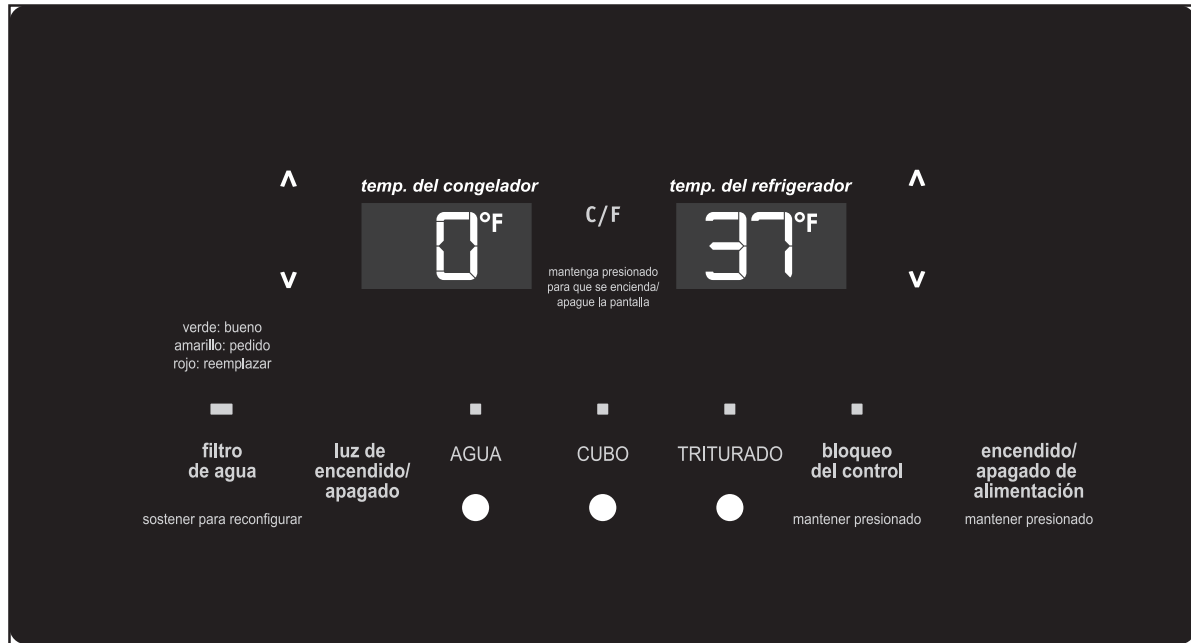 ^
temp. del congelador
temp. del refrigerador
^
0°F
C/F
37°F
v
mantenga presionado
para que se encienda/
apague la pantalla
v
verde: bueno
amarillo: pedido
rojo: reemplazar
filtro
de agua
sostener para reconfigurar
luz de
encendido/
apagado
AGUA
CUBO
TRITURADO
bloqueo
del control
mantener presionado
encendido/
apagado de
alimentación
mantener presionado